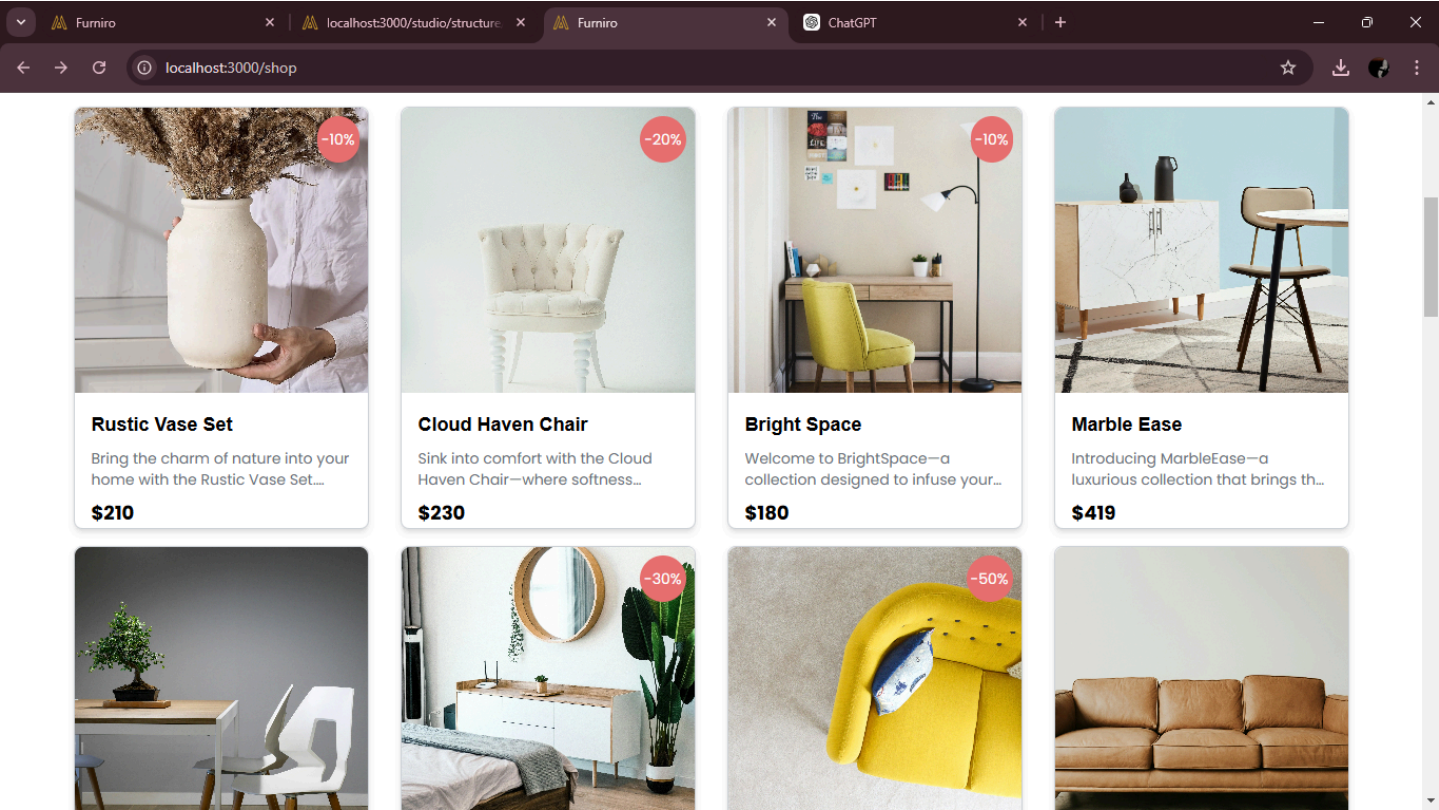 Furniro
localhost:3000/studio/structure
Furniro
ChatGPT
localhost:3000/shop
-10%
-20%
-10%
Rustic Vase Set
Bring the charm of nature into your
home with the Rustic Vase Set....
$210
Cloud Haven Chair
Sink into comfort with the Cloud
Haven Chair—where softness…
$230
Bright Space
Welcome to BrightSpace—a
collection designed to infuse your…
$180
Marble Ease
Introducing MarbleEase—a
luxurious collection that brings th…
$419
-30%
-50%